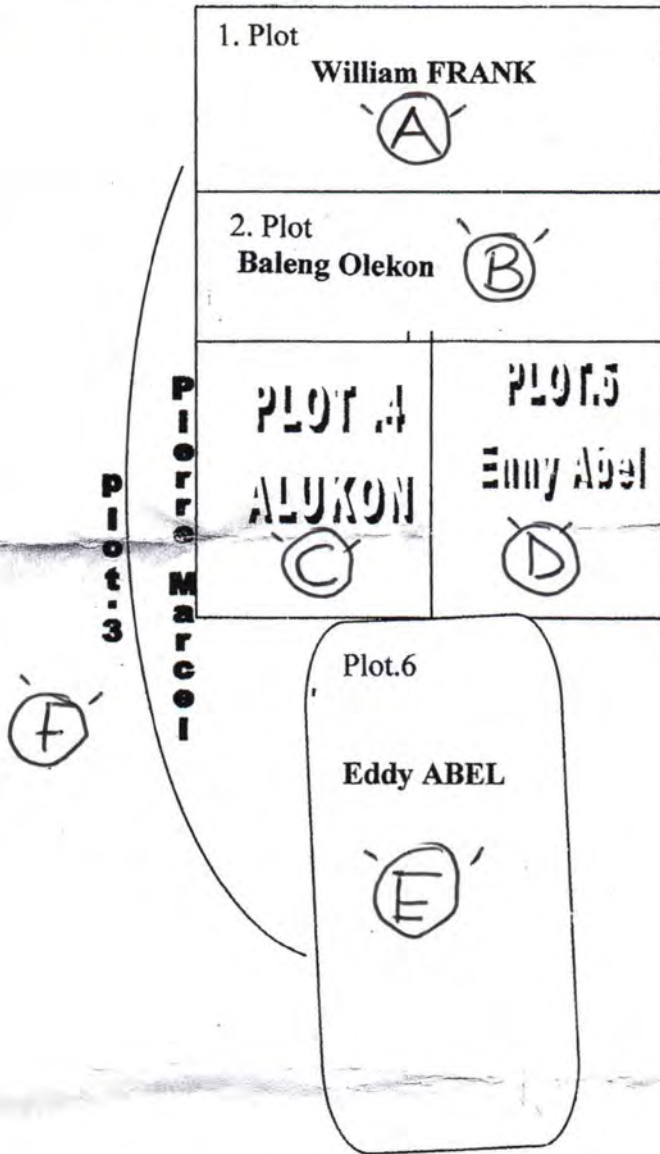 1. Plot
William FRANK
A
2. Plot
Baleng Olekon
B
PLOT .4
ALUKON
C
PLOT.5
Enny Abel
D
Pierre Marcel
plot.3
F
Plot.6
Eddy ABEL
E